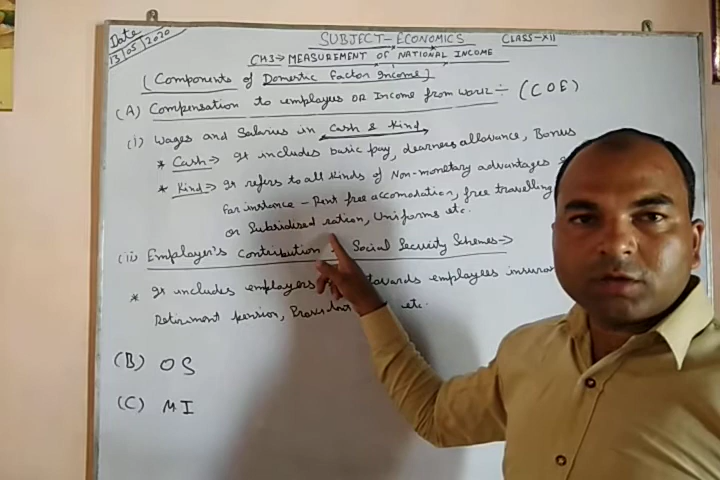 Date
13/05/2020
SUBJECT-ECONOMICS CLASS-XII
CH3→ MEASUREMENT OF NATIONAL INCOME
[Components of Domestic Factor Income]
(A) Compensation to employees OR Income from work :- (COE)
(i) Wages and Salaries in Cash & Kind
* Cash → It includes basic pay, dearness allowance, Bonus
* Kind → It refers to all kinds of Non-monetary advantages
For instance - Rent free accomodation, free travelling
or Subsidised ration, Uniforms etc.
(ii) Employer's Contribution Social Security Schemes →
* It includes employers towards employees
Retirement pension, etc.
(B) OS
(C) MI